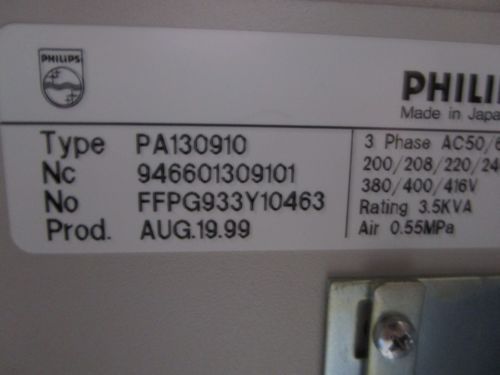 PHILIPS
PHILI
Made in Japa
Type PA130910
Nc 946601309101
No FFPG933Y10463
Prod. AUG.19.99
3 Phase AC50/6
200/208/220/24
380/400/416V
Rating 3.5KVA
Air 0.55MPa